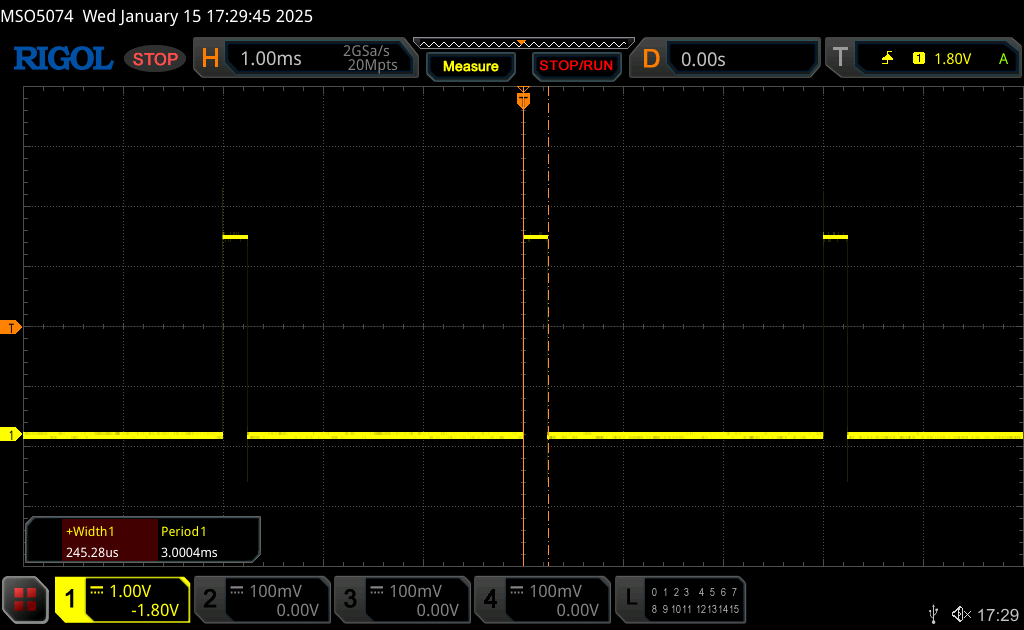 MSO5074 Wed January 15 17:29:45 2025
RIGOL STOP H 1.00ms 2GSa/s 20Mpts Measure STOP/RUN D 0.00s T 1 1.80V A
T
T
1
+Width1 Period1
245.28us 3.0004ms
1 1.00V -1.80V
2 100mV 0.00V
3 100mV 0.00V
4 100mV 0.00V
L 0 1 2 3 4 5 6 7
8 9 10 11 12 13 14 15
17:29